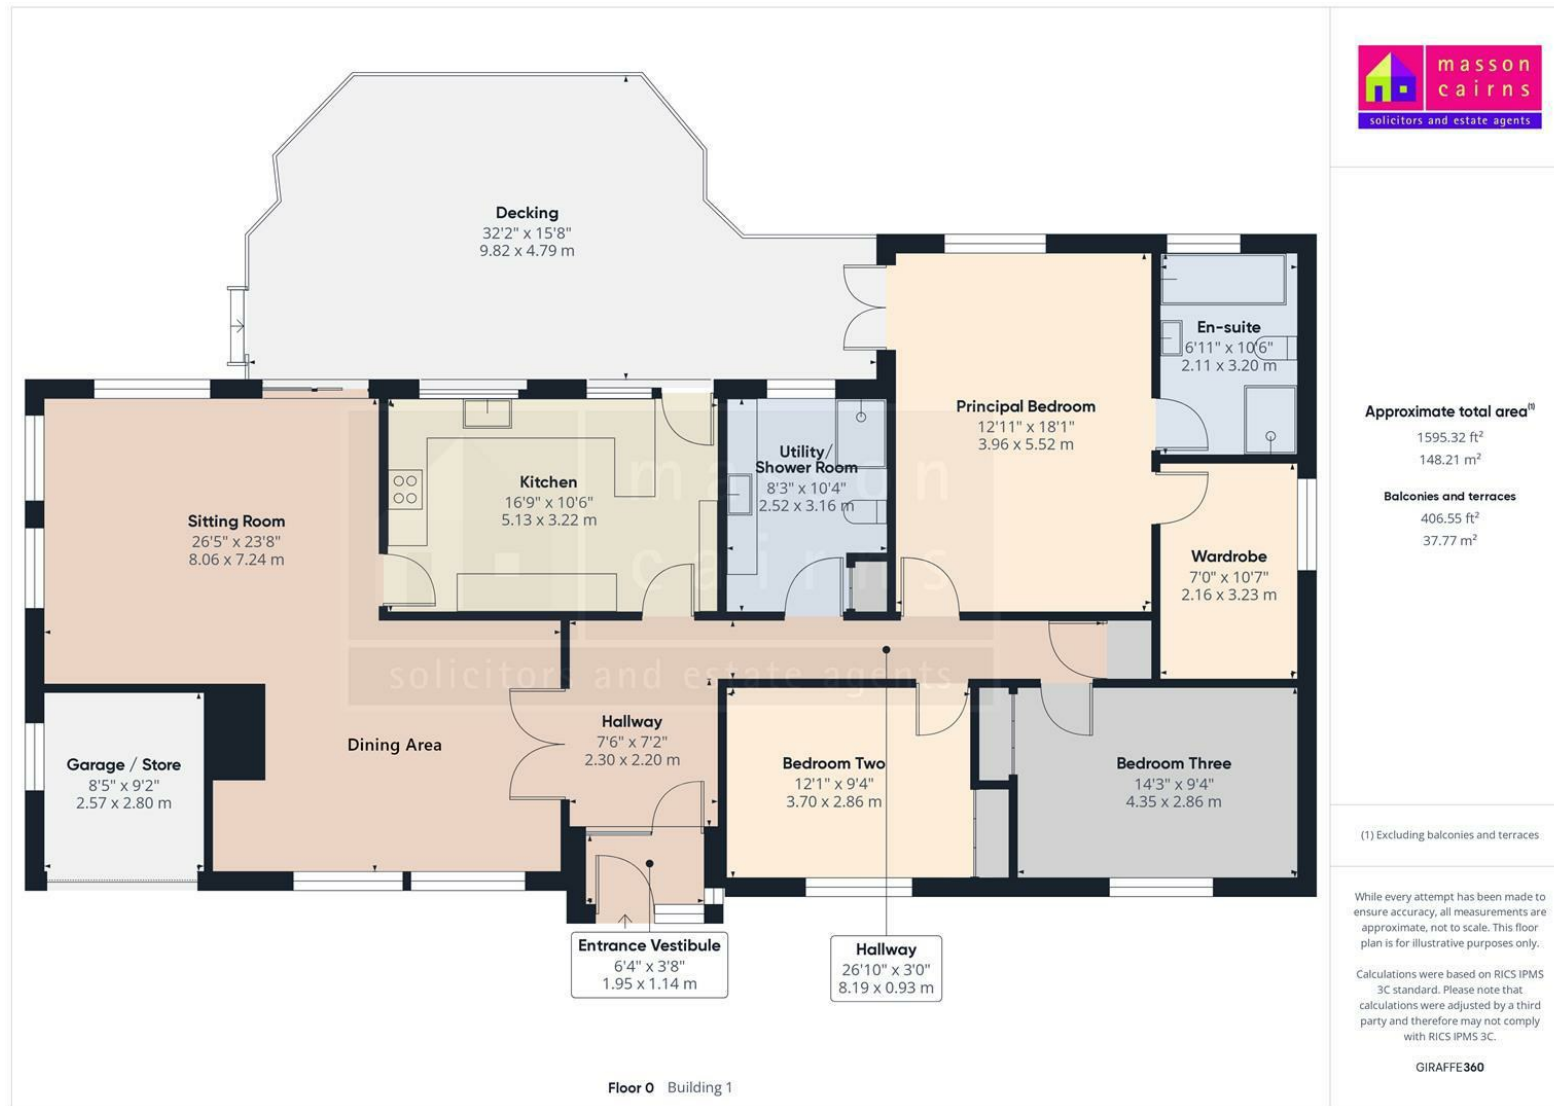 masson
cairns
solicitors and estate agents
Decking
32'2" x 15'8"
9.82 x 4.79 m
En-suite
6'11" x 10'6"
2.11 x 3.20 m
Principal Bedroom
12'11" x 18'1"
3.96 x 5.52 m
Utility/
Shower Room
8'3" x 10'4"
2.52 x 3.16 m
Kitchen
16'9" x 10'6"
5.13 x 3.22 m
Sitting Room
26'5" x 23'8"
8.06 x 7.24 m
Wardrobe
7'0" x 10'7"
2.16 x 3.23 m
masson
cairns
solicitors and estate agents
Hallway
7'6" x 7'2"
2.30 x 2.20 m
Dining Area
Garage / Store
8'5" x 9'2"
2.57 x 2.80 m
Bedroom Two
12'1" x 9'4"
3.70 x 2.86 m
Bedroom Three
14'3" x 9'4"
4.35 x 2.86 m
Entrance Vestibule
6'4" x 3'8"
1.95 x 1.14 m
Hallway
26'10" x 3'0"
8.19 x 0.93 m
Floor 0 Building 1
Approximate total area(1)
1595.32 ft²
148.21 m²
Balconies and terraces
406.55 ft²
37.77 m²
(1) Excluding balconies and terraces
While every attempt has been made to
ensure accuracy, all measurements are
approximate, not to scale. This floor
plan is for illustrative purposes only.
Calculations were based on RICS IPMS
3C standard. Please note that
calculations were adjusted by a third
party and therefore may not comply
with RICS IPMS 3C.
GIRAFFE360